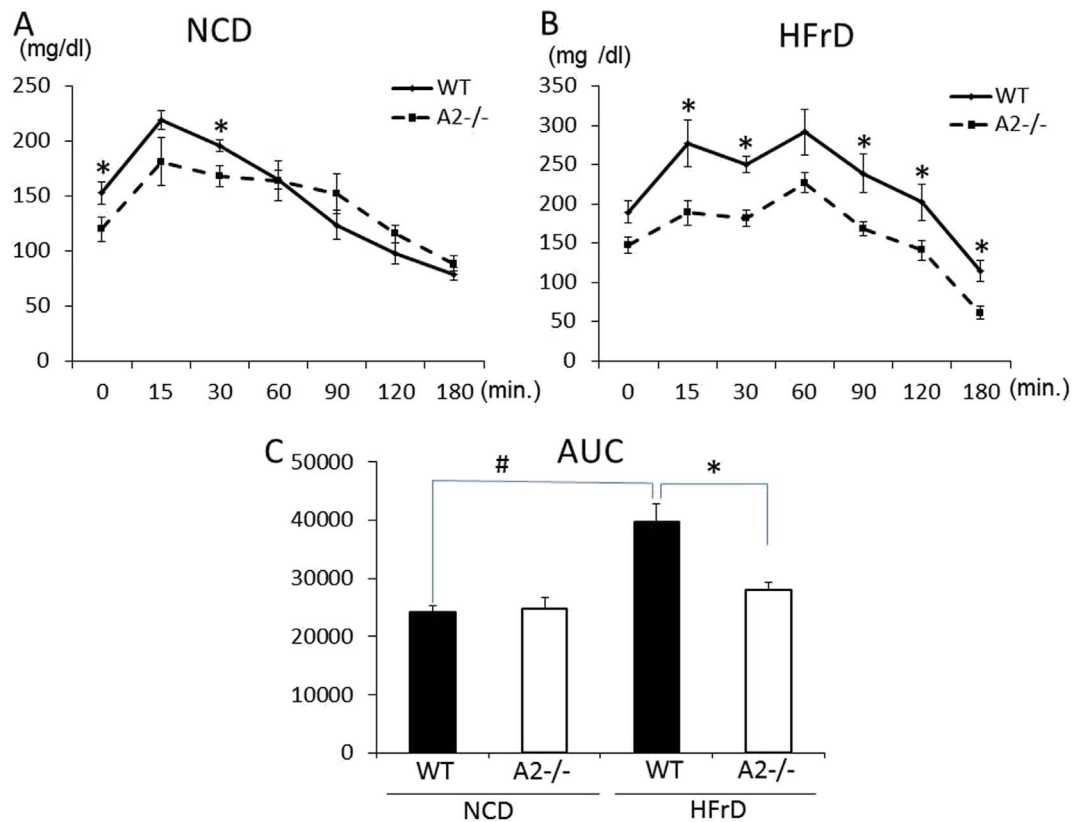 A
NCD
(mg/dl)
250
200
150
100
50
0
*
*
WT
A2-/-
0 15 30 60 90 120 180 (min.)
B
HFrD
(mg /dl)
350
300
250
200
150
100
50
0
*
*
*
*
*
WT
A2-/-
0 15 30 60 90 120 180 (min.)
C
AUC
50000
40000
30000
20000
10000
0
#
*
WT A2-/- WT A2-/-
NCD HFrD